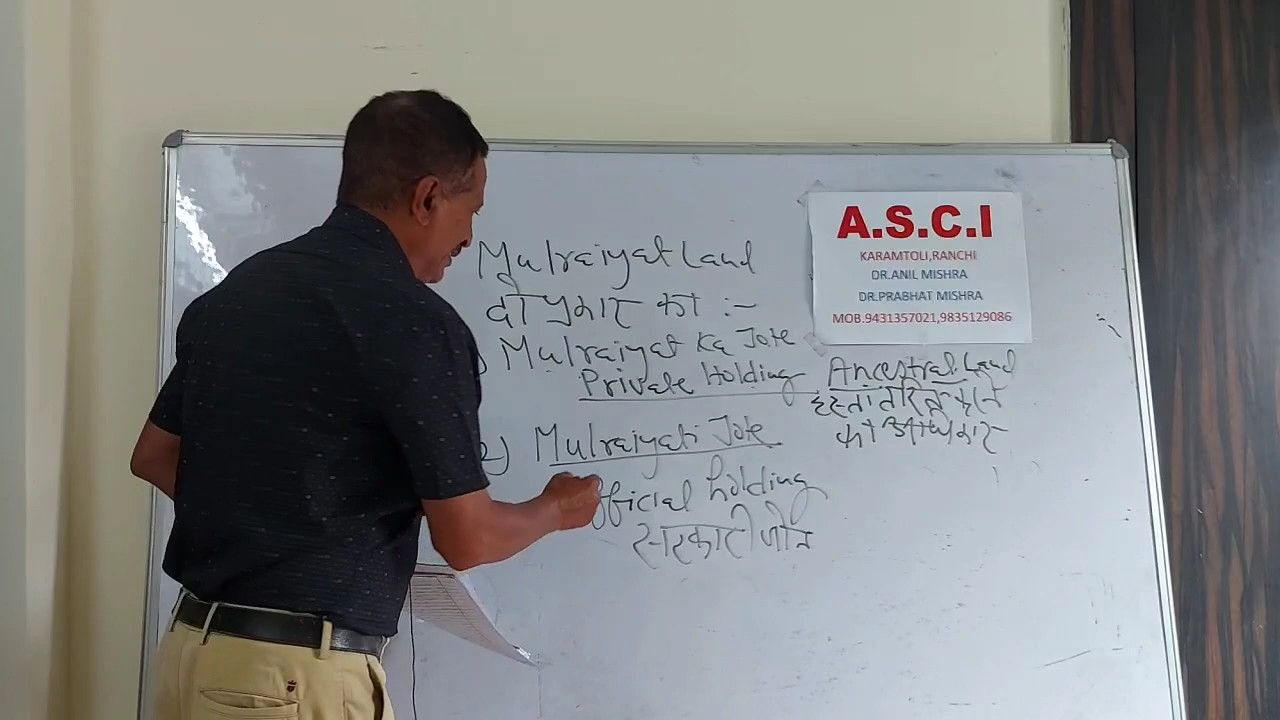 Mulraiyat Land
दो प्रकार का :-
) Mulraiyat Ka Jote
Private Holding
Ancestral Land
हस्तांतरित करने
का अधिकार
2) Mulraiyati Jote
official holding
सरकारी जोत
A.S.C.I
KARAMTOLI,RANCHI
DR.ANIL MISHRA
DR.PRABHAT MISHRA
MOB.9431357021,9835129086